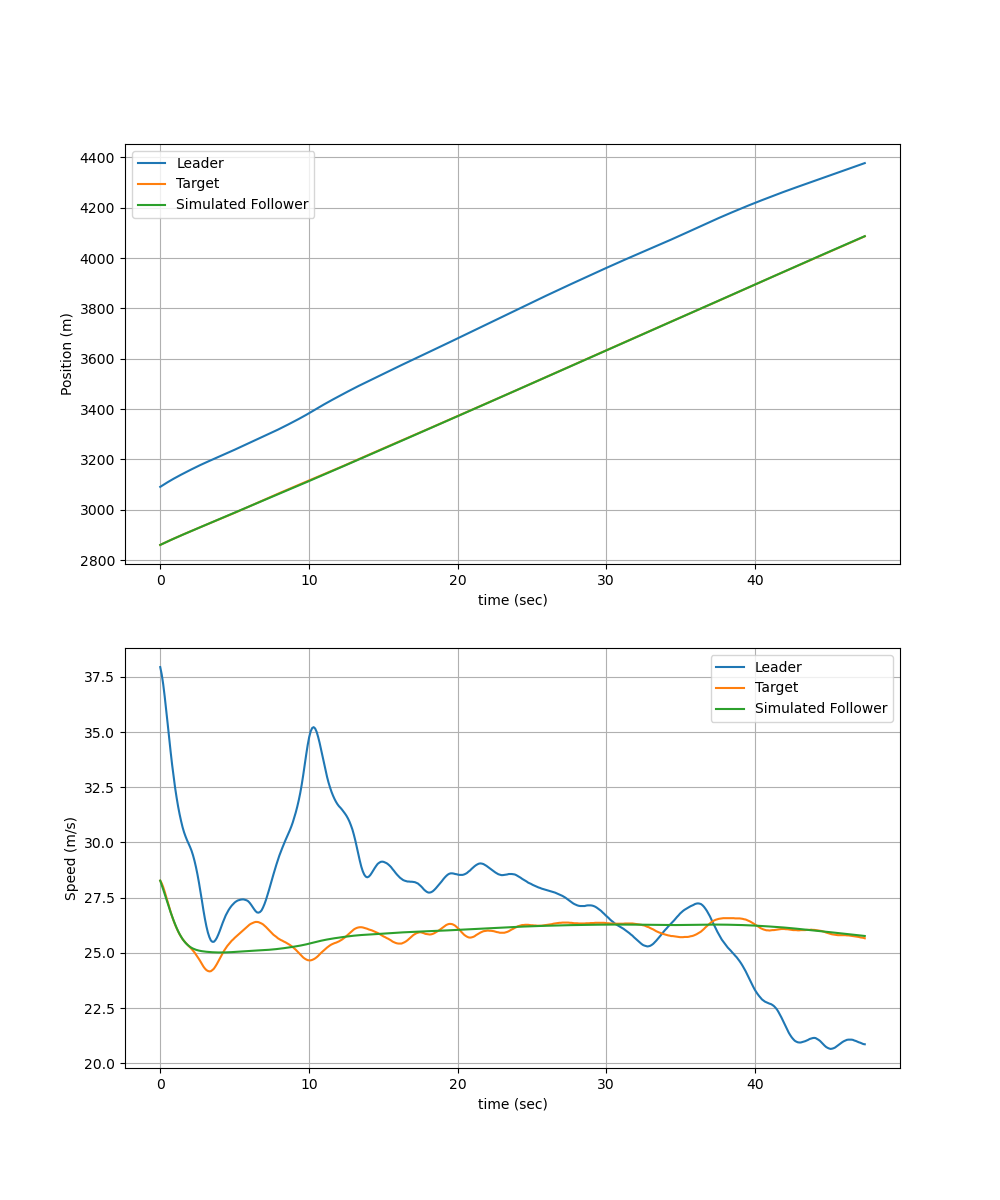 4400
4200
4000
3800
3600
3400
3200
3000
2800
Position (m)
Leader
Target
Simulated Follower
0 10 20 30 40
time (sec)
37.5
35.0
32.5
30.0
27.5
25.0
22.5
20.0
Speed (m/s)
Leader
Target
Simulated Follower
0 10 20 30 40
time (sec)